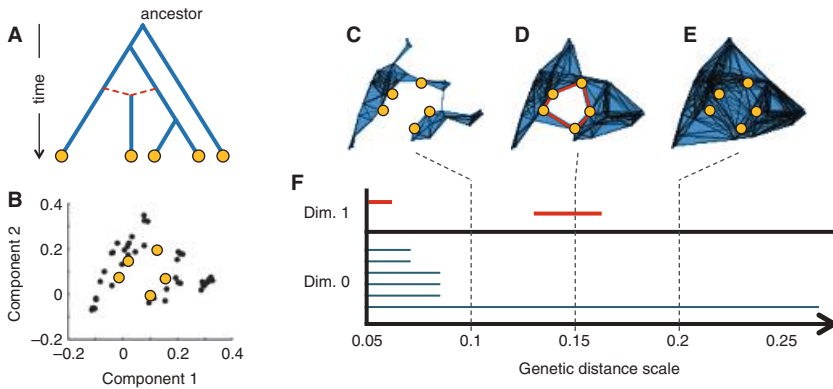 A
ancestor
time
B
Component 2
0.4
0.2
0
−0.2
−0.2
0
0.2
0.4
Component 1
C
D
E
F
Dim. 1
Dim. 0
0.05
0.1
0.15
0.2
0.25
Genetic distance scale